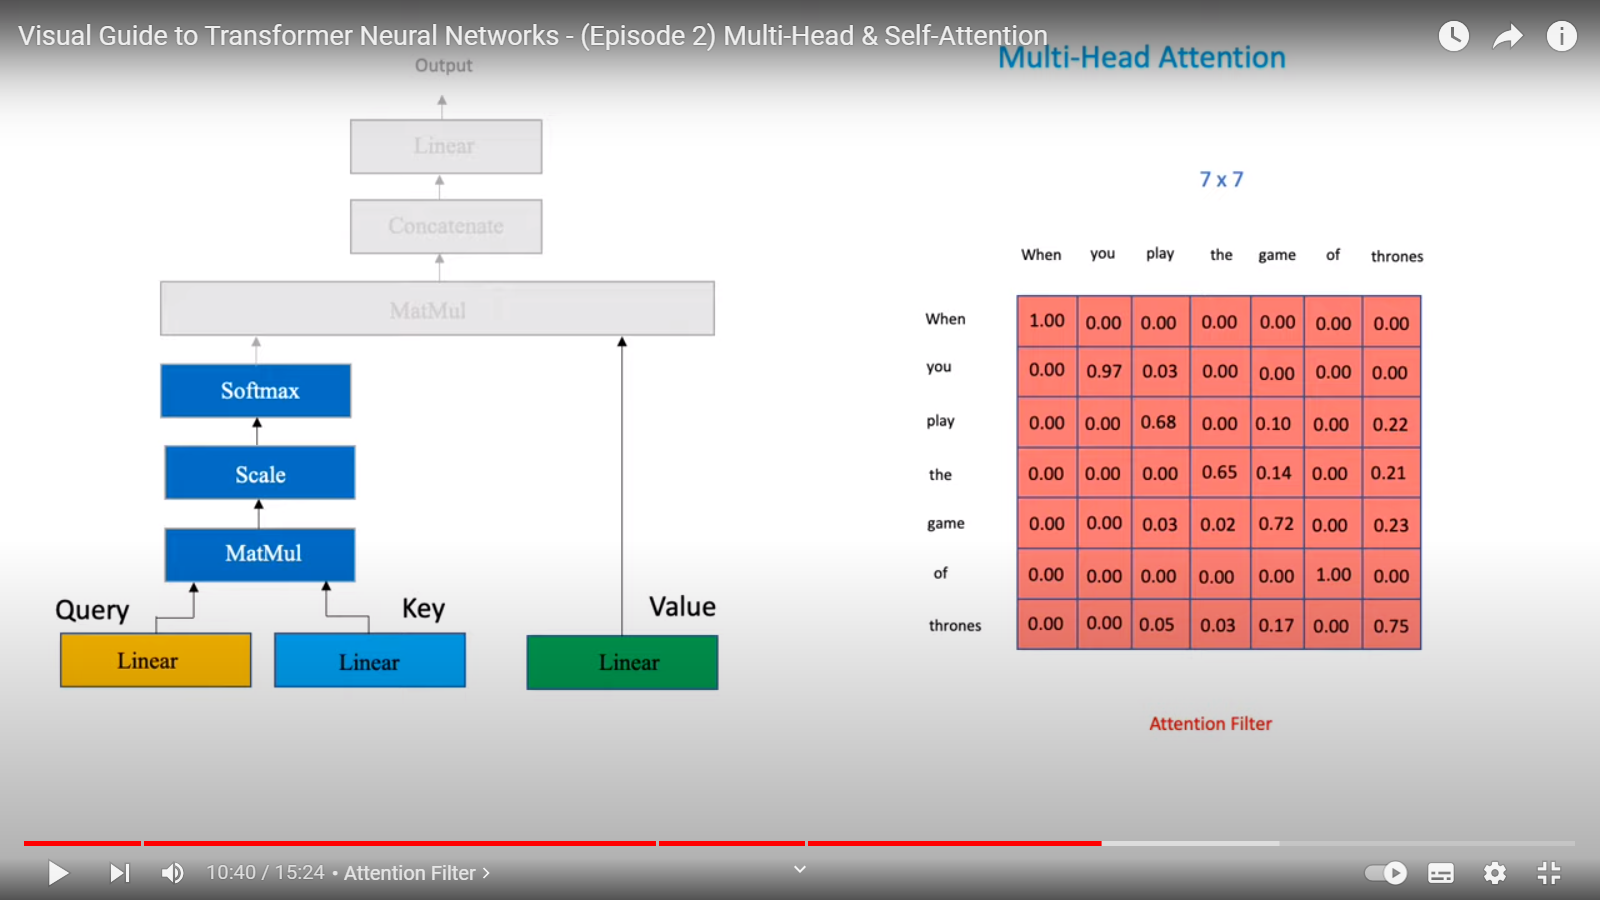 Visual Guide to Transformer Neural Networks - (Episode 2) Multi-Head & Self-Attention
Multi-Head Attention
Output
Linear
Concatenate
MatMul
Softmax
Scale
MatMul
Query
Key
Value
Linear
Linear
Linear
7 x 7
When you play the game of thrones
When 1.00 0.00 0.00 0.00 0.00 0.00 0.00
you 0.00 0.97 0.03 0.00 0.00 0.00 0.00
play 0.00 0.00 0.68 0.00 0.10 0.00 0.22
the 0.00 0.00 0.00 0.65 0.14 0.00 0.21
game 0.00 0.00 0.03 0.02 0.72 0.00 0.23
of 0.00 0.00 0.00 0.00 0.00 1.00 0.00
thrones 0.00 0.00 0.05 0.03 0.17 0.00 0.75
Attention Filter
10:40 / 15:24 • Attention Filter >